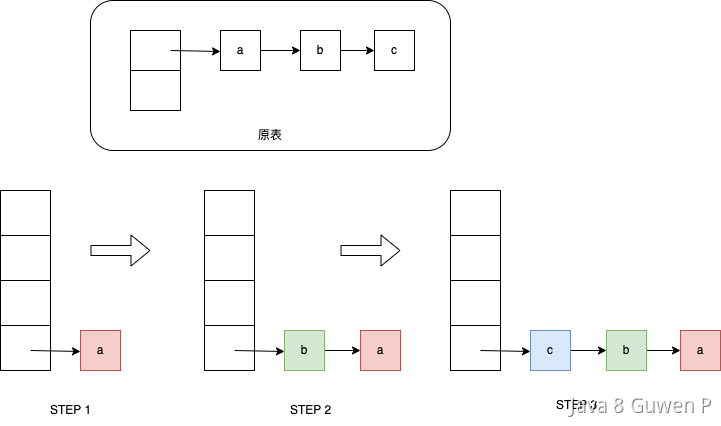 a b c
原表
a
b a
c b a
STEP 1
STEP 2
STEP 3
Java 8 Guwen P